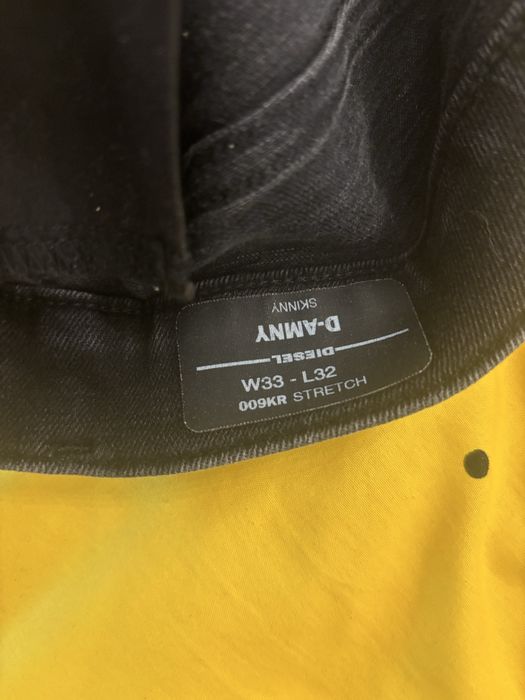 SKINNY
D-AMNY
DIESEL
W33 - L32
009KR STRETCH